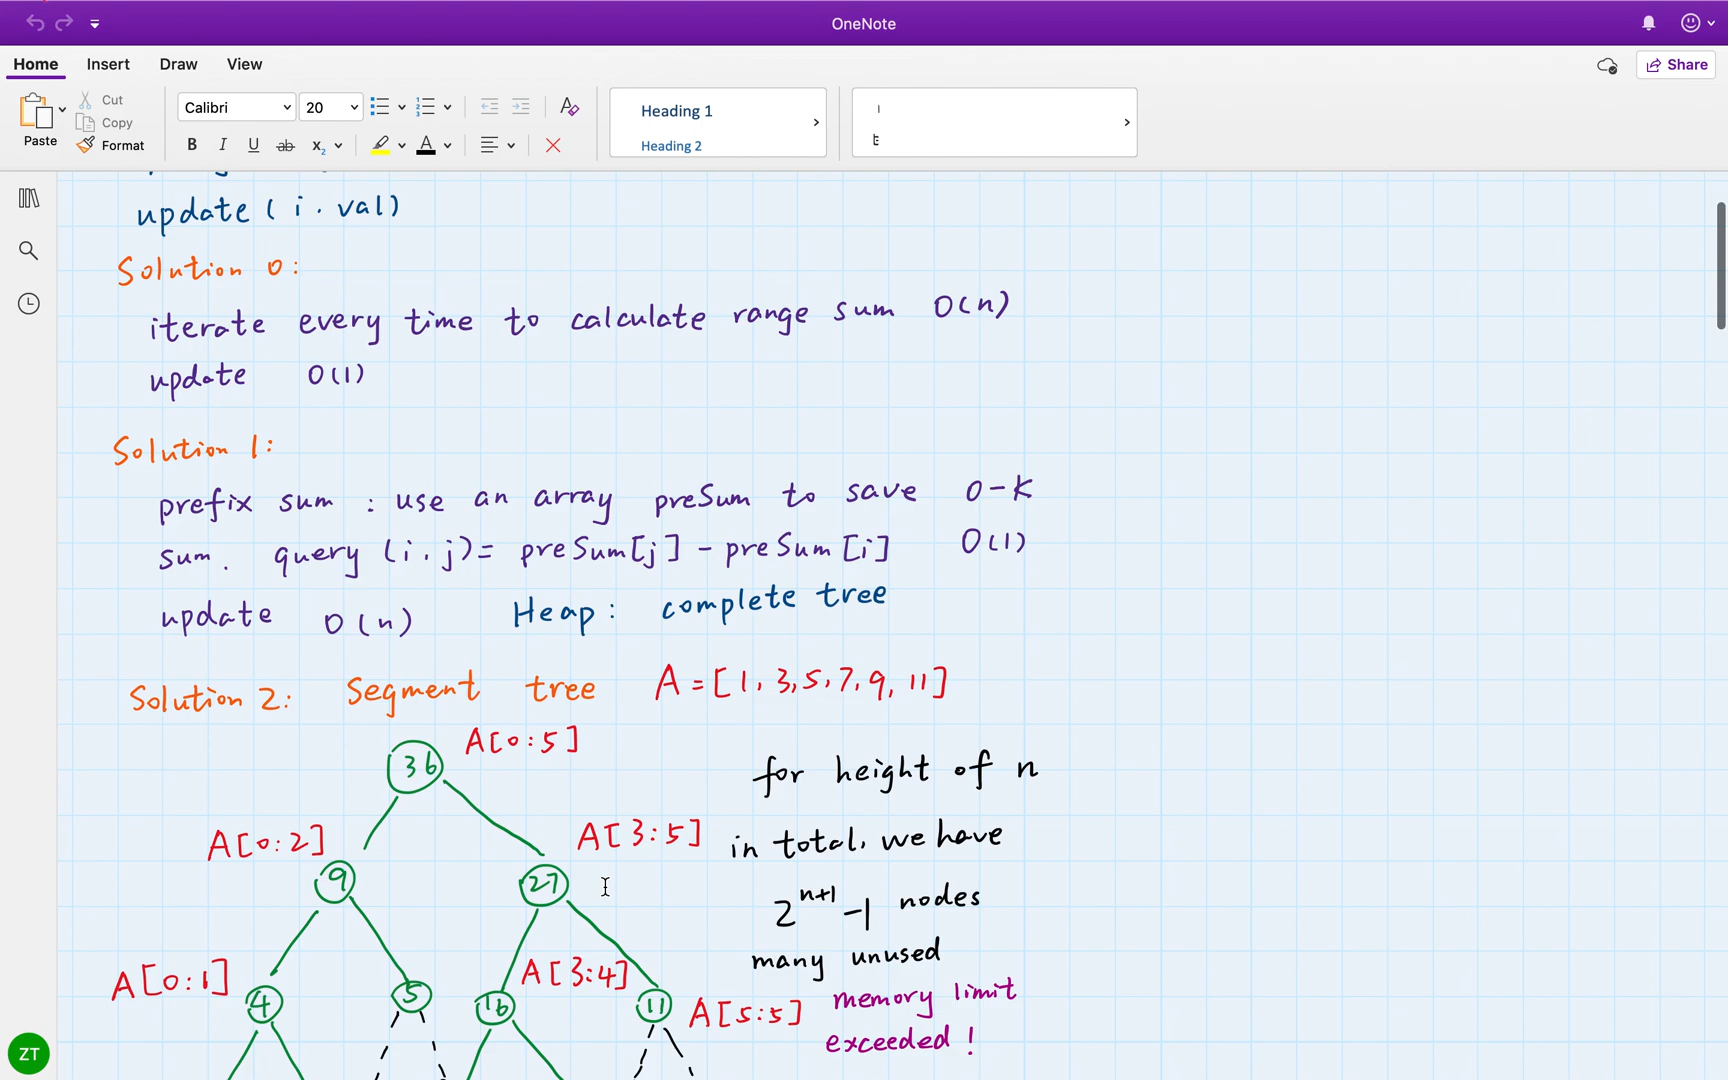 OneNote
Home Insert Draw View
Share
Paste
Cut
Copy
Format
Calibri 20
B I U ab x2 A
Heading 1
Heading 2
update ( i . val)
Solution 0:
iterate every time to calculate range sum O(n)
update O(1)
Solution 1:
prefix sum : use an array preSum to save 0-K
sum. query (i . j)= preSum[j] - preSum[i] O(1)
update O(n) Heap: complete tree
Solution 2: Segment tree A = [1, 3, 5, 7, 9, 11]
A[0:5]
36
for height of n
A[0:2] A[3:5]
in total, we have
9 27
2^{n+1} -1 nodes
many unused
A[0:1] A[3:4]
4 5 16 11 A[5:5]
memory limit
exceeded !
ZT